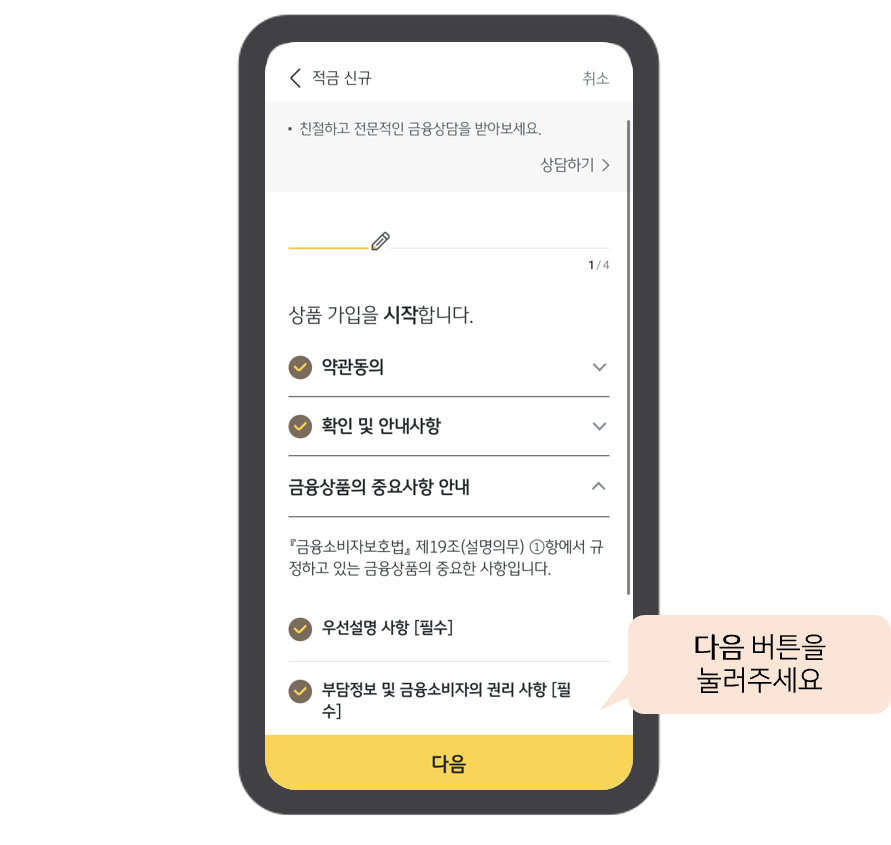 적금 신규
취소
· 친절하고 전문적인 금융상담을 받아보세요.
상담하기
1 / 4
상품 가입을 시작합니다.
약관동의
확인 및 안내사항
금융상품의 중요사항 안내
『금융소비자보호법』 제19조(설명의무) ①항에서 규
정하고 있는 금융상품의 중요한 사항입니다.
우선설명 사항 [필수]
부담정보 및 금융소비자의 권리 사항 [필
수]
다음 버튼을
눌러주세요
다음